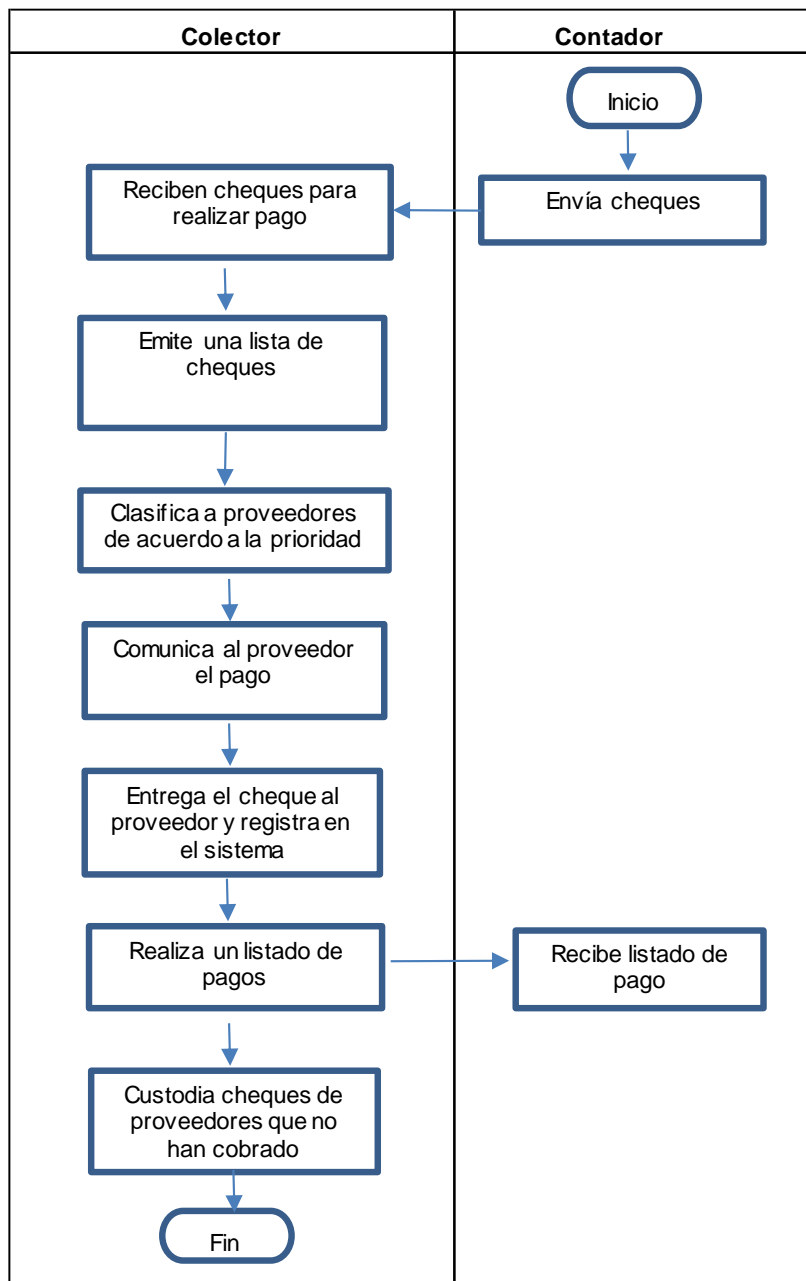 Colector
Contador
Inicio
Envía cheques
Reciben cheques para
realizar pago
Emite una lista de
cheques
Clasifica a proveedores
de acuerdo a la prioridad
Comunica al proveedor
el pago
Entrega el cheque al
proveedor y registra en
el sistema
Realiza un listado de
pagos
Recibe listado de
pago
Custodia cheques de
proveedores que no
han cobrado
Fin